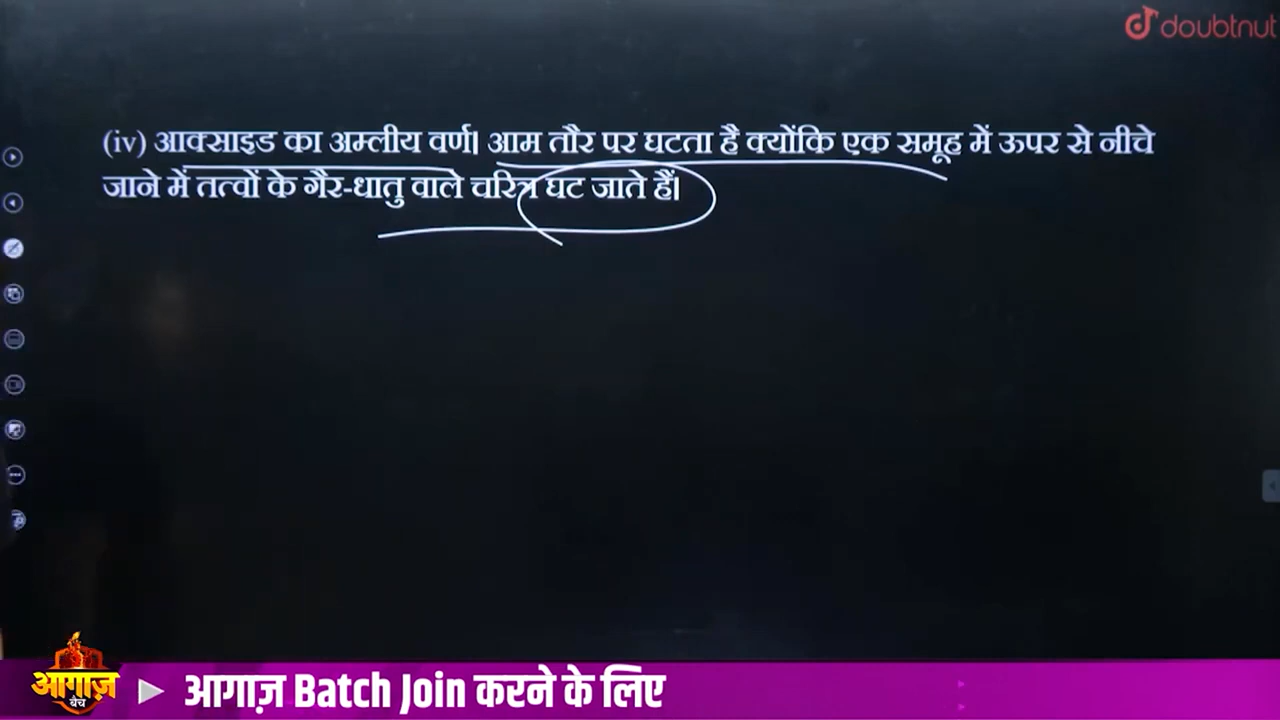 doubtnut
(iv) आक्साइड का अम्लीय वर्ण। आम तौर पर घटता है क्योंकि एक समूह में ऊपर से नीचे
जाने में तत्वों के गैर-धातु वाले चरित्र घट जाते हैं।
आगाज़
बैच
आगाज़ Batch Join करने के लिए